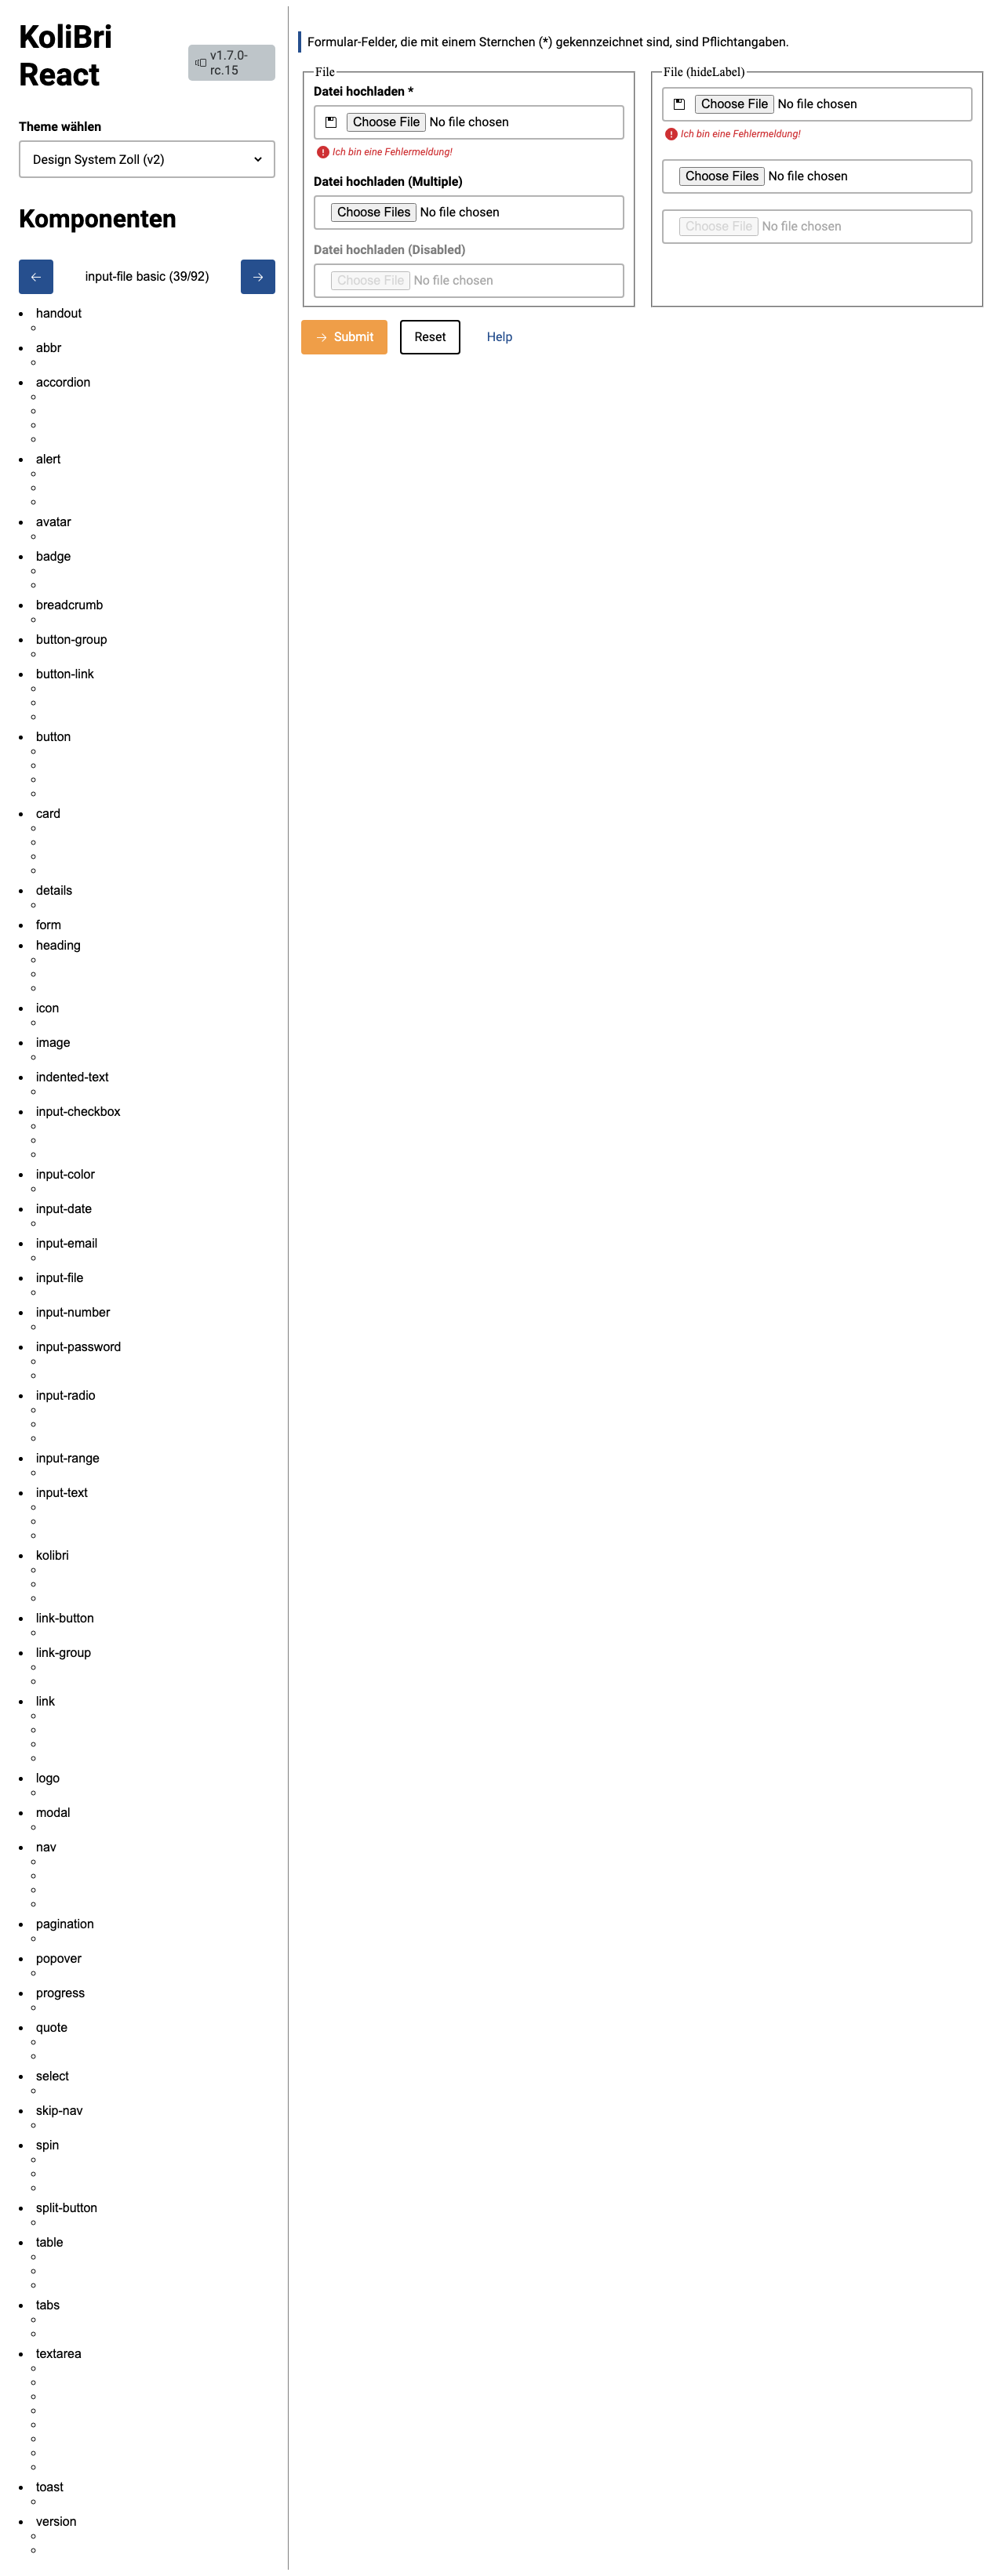 KoliBri
React
v1.7.0-
rc.15
Theme wählen
Design System Zoll (v2)
Komponenten
input-file basic (39/92)
handout
abbr
accordion
alert
avatar
badge
breadcrumb
button-group
button-link
button
card
details
form
heading
icon
image
indented-text
input-checkbox
input-color
input-date
input-email
input-file
input-number
input-password
input-radio
input-range
input-text
kolibri
link-button
link-group
link
logo
modal
nav
pagination
popover
progress
quote
select
skip-nav
spin
split-button
table
tabs
textarea
toast
version
Formular-Felder, die mit einem Sternchen (*) gekennzeichnet sind, sind Pflichtangaben.
File
Datei hochladen *
Choose File No file chosen
Ich bin eine Fehlermeldung!
Datei hochladen (Multiple)
Choose Files No file chosen
Datei hochladen (Disabled)
Choose File No file chosen
File (hideLabel)
Choose File No file chosen
Ich bin eine Fehlermeldung!
Choose Files No file chosen
Choose File No file chosen
Submit Reset Help